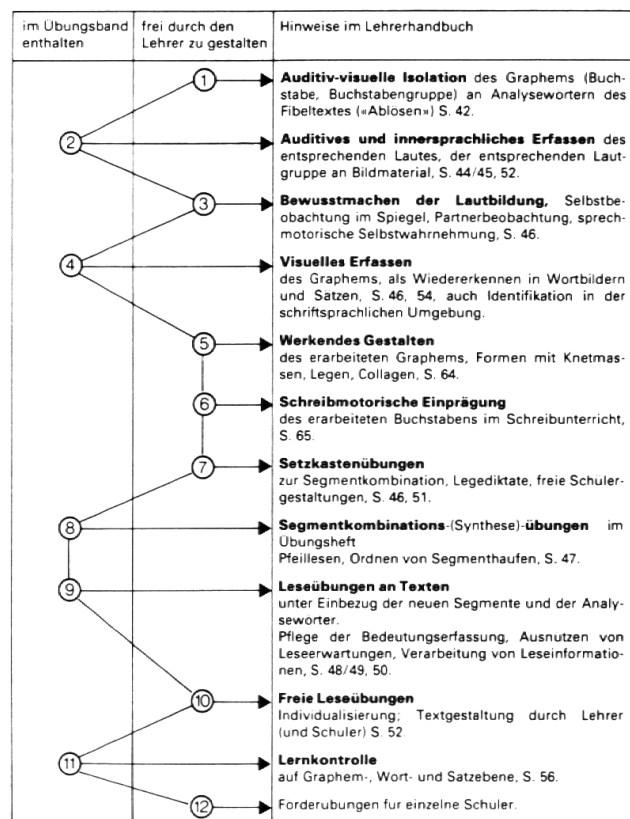 im Übungsband
enthalten
frei durch den
Lehrer zu gestalten
Hinweise im Lehrerhandbuch
1
Auditiv-visuelle Isolation des Graphems (Buch-
stabe, Buchstabengruppe) an Analysewörtern des
Fibeltextes («Ablösen») S. 42.
2
Auditives und innersprachliches Erfassen des
entsprechenden Lautes, der entsprechenden Laut-
gruppe an Bildmaterial, S. 44/45, 52.
3
Bewusstmachen der Lautbildung, Selbstbe-
obachtung im Spiegel, Partnerbeobachtung, sprech-
motorische Selbstwahrnehmung, S. 46.
4
Visuelles Erfassen
des Graphems, als Wiedererkennen in Wortbildern
und Sätzen, S. 46, 54, auch Identifikation in der
schriftsprachlichen Umgebung.
5
Werkendes Gestalten
des erarbeiteten Graphems, Formen mit Knetmas-
sen, Legen, Collagen, S. 64.
6
Schreibmotorische Einprägung
des erarbeiteten Buchstabens im Schreibunterricht,
S. 65.
7
Setzkastenübungen
zur Segmentkombination, Legediktate, freie Schüler-
gestaltungen, S. 46, 51.
8
Segmentkombinations-(Synthese)-übungen im
Übungsheft
Pfeillesen, Ordnen von Segmenthaufen, S. 47.
9
Leseübungen an Texten
unter Einbezug der neuen Segmente und der Analy-
sewörter.
Pflege der Bedeutungserfassung, Ausnutzen von
Leseerwartungen, Verarbeitung von Leseinformatio-
nen, S. 48/49, 50.
10
Freie Leseübungen
Individualisierung; Textgestaltung durch Lehrer
(und Schuler) S. 52.
11
Lernkontrolle
auf Graphem-, Wort- und Satzebene, S. 56.
12
Forderubungen fur einzelne Schuler.